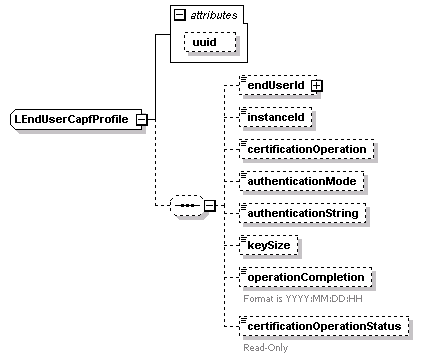 attributes
uuid
LEndUserCapfProfile
endUserId
instanceId
certificationOperation
authenticationMode
authenticationString
keySize
operationCompletion
Format is YYYY:MM:DD:HH
certificationOperationStatus
Read-Only